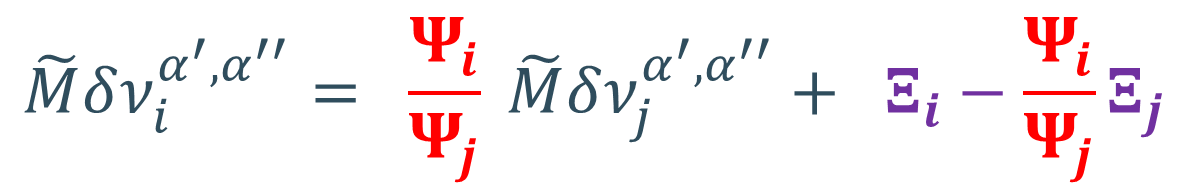 M̃δν_i^{α′,α′′} = Ψ_i/Ψ_j M̃δν_j^{α′,α′′} + Ξ_i − Ψ_i/Ψ_j Ξ_j